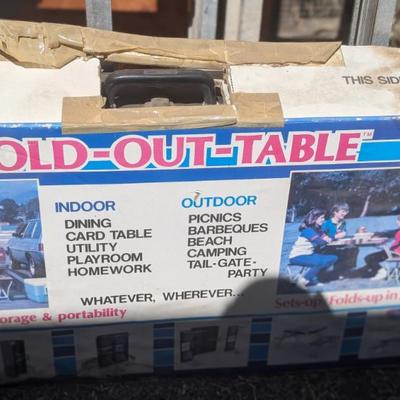 THIS SIDE
OLD-OUT-TABLE™
INDOOR
DINING
CARD TABLE
UTILITY
PLAYROOM
HOMEWORK
OUTDOOR
PICNICS
BARBEQUES
BEACH
CAMPING
TAIL-GATE-
PARTY
WHATEVER, WHEREVER...
orage & portability
Sets-up, Folds-up in